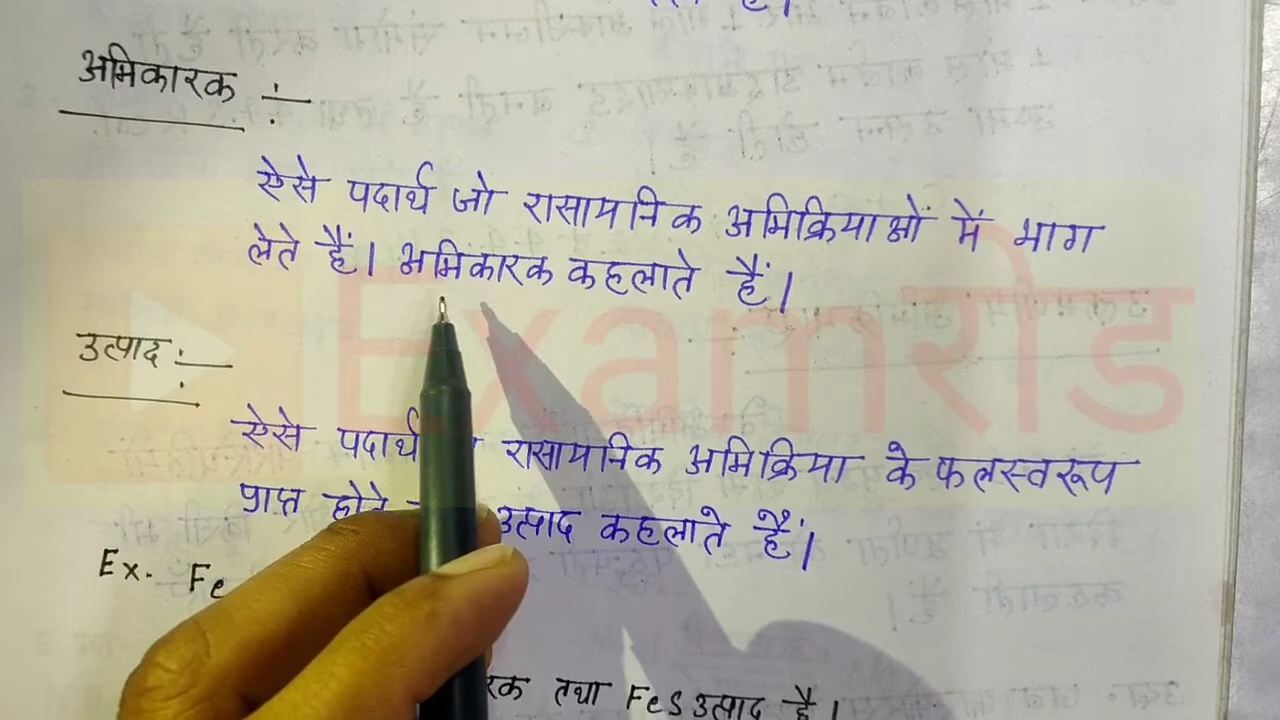 अभिकारक :-
ऐसे पदार्थ जो रासायनिक अभिक्रियाओं में भाग
लेते हैं। अभिकारक कहलाते हैं।
Examरोड
उत्पाद :-
ऐसे पदार्थ रासायनिक अभिक्रिया के फलस्वरूप
प्राप्त होते उत्पाद कहलाते हैं।
Ex. Fe
तथा FeS उत्पाद है।